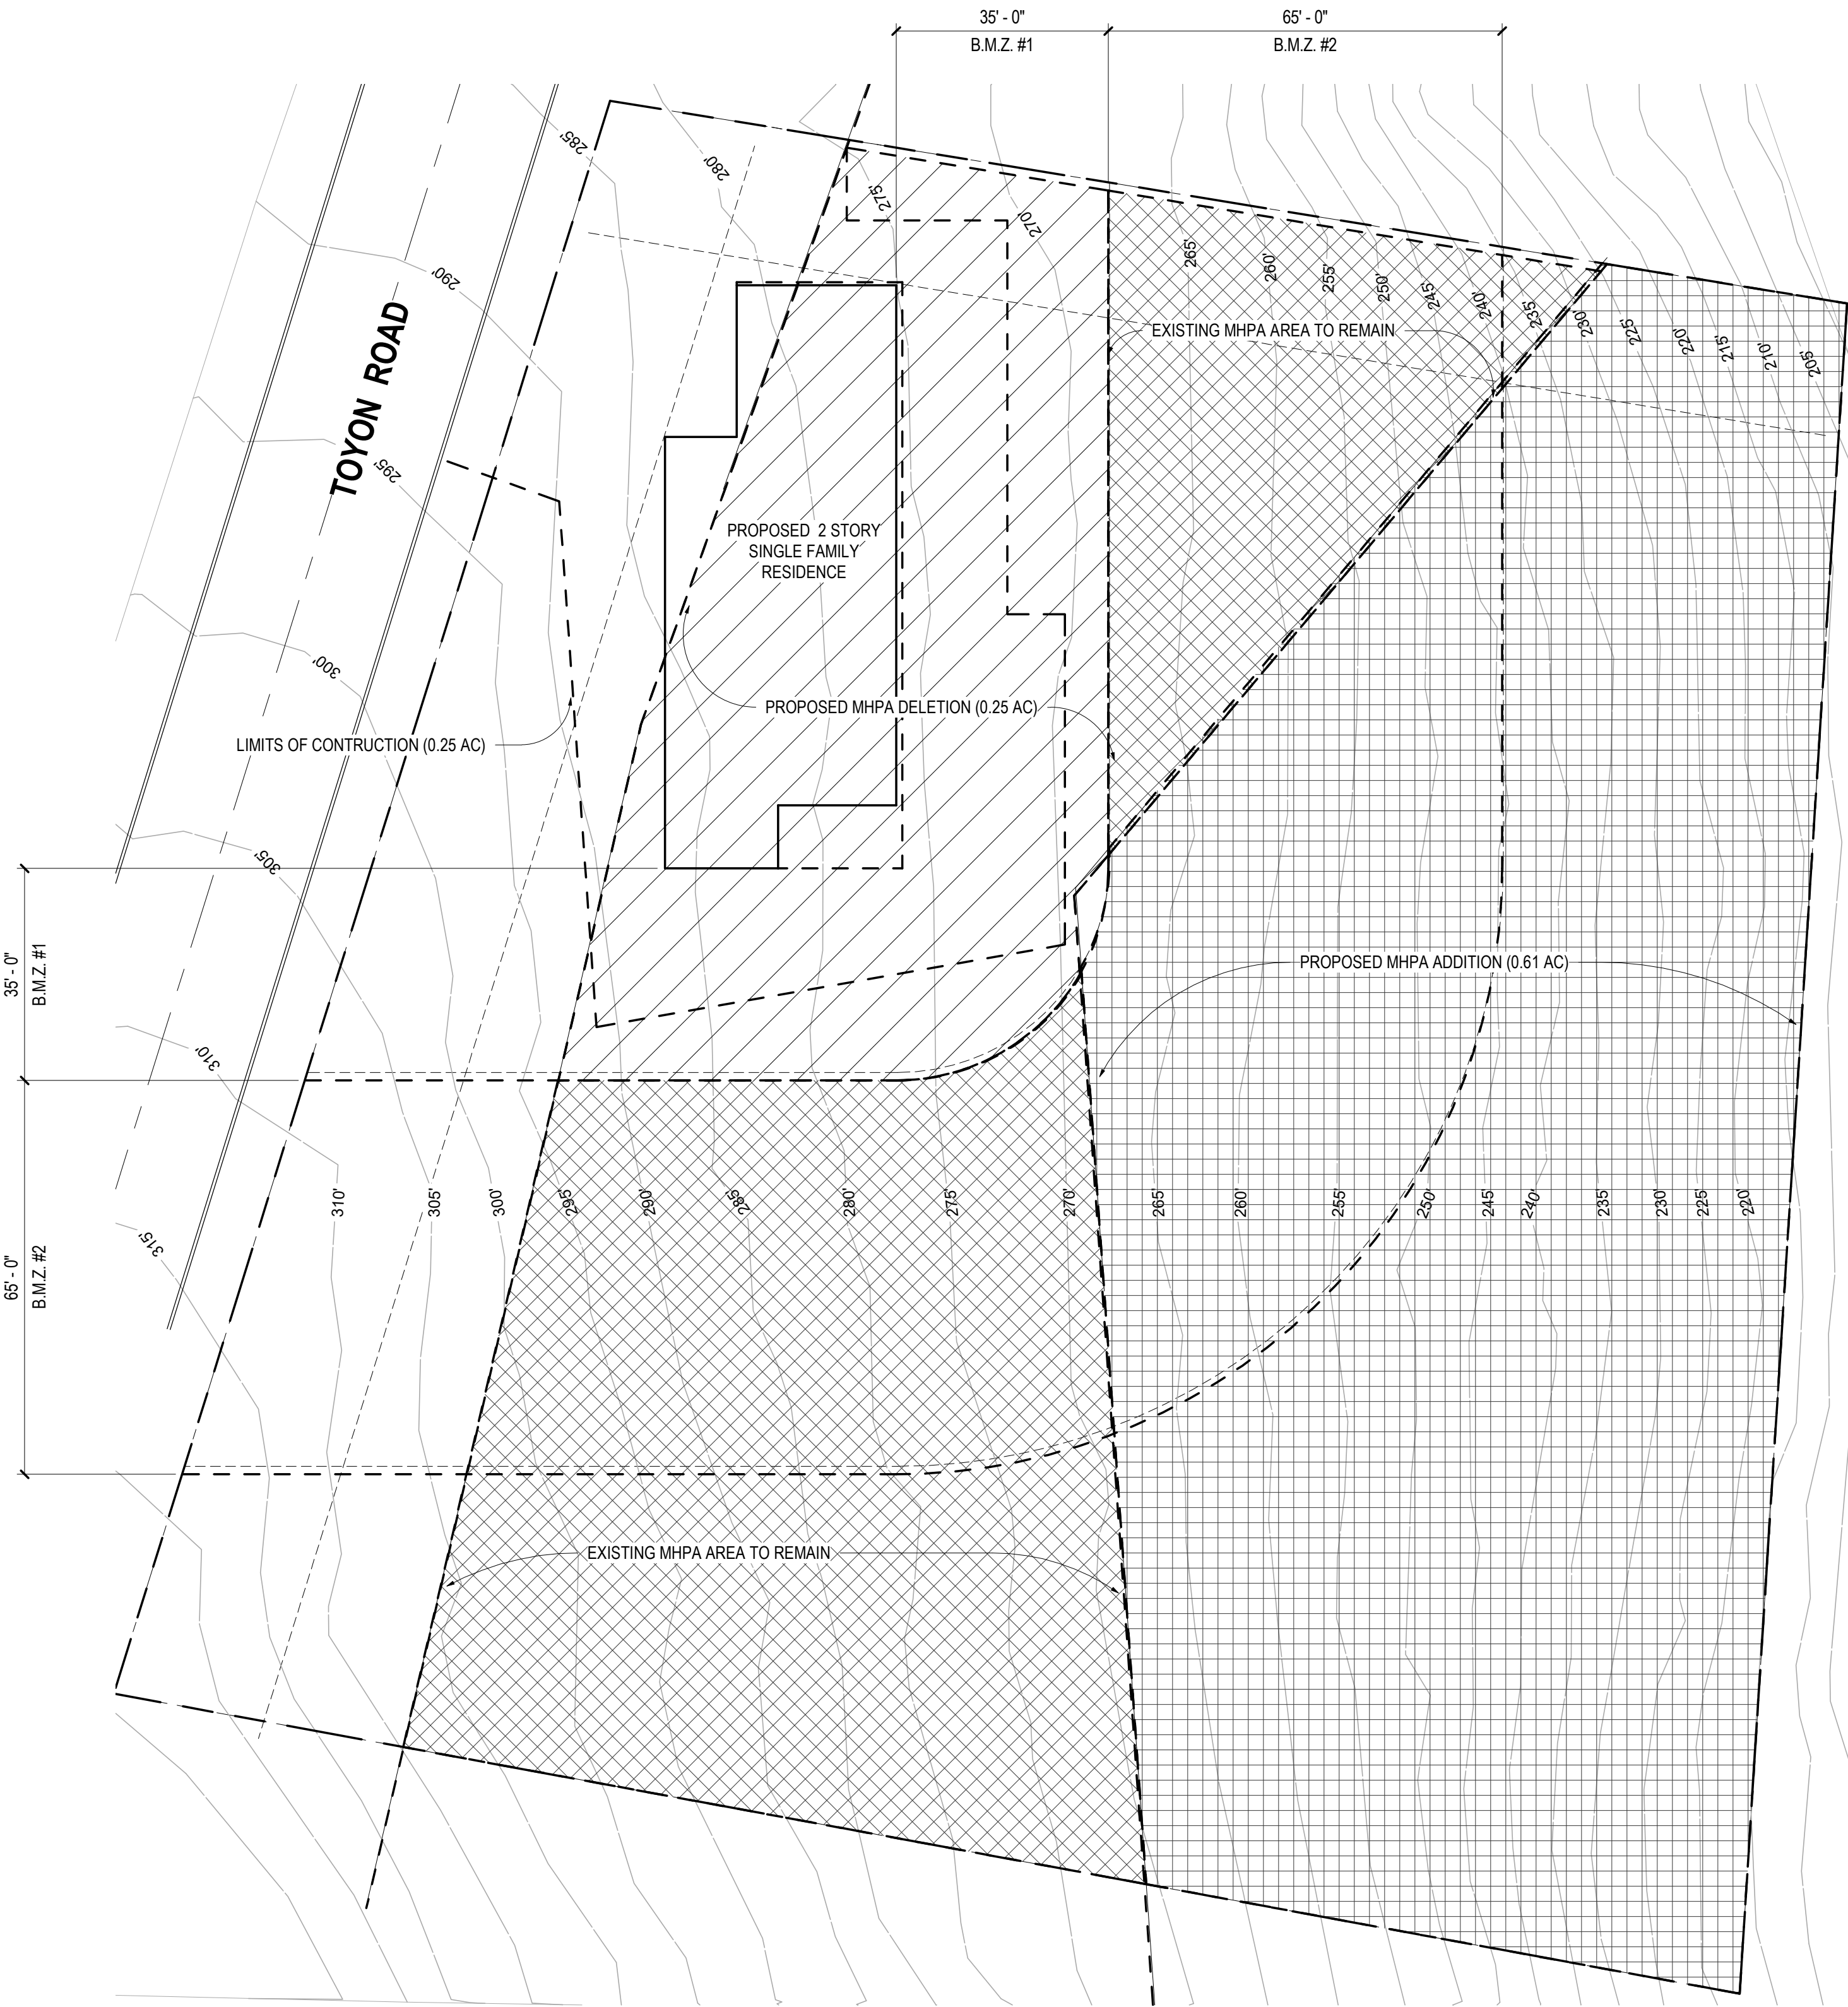 35' - 0"
65' - 0"
B.M.Z. #1
B.M.Z. #2
285'
280'
275'
270'
290'
265'
260'
255'
250'
245'
240'
235'
230'
225'
220'
215'
210'
205'
TOYON ROAD
EXISTING MHPA AREA TO REMAIN
295'
PROPOSED 2 STORY
SINGLE FAMILY
RESIDENCE
300'
PROPOSED MHPA DELETION (0.25 AC)
LIMITS OF CONTRUCTION (0.25 AC)
305'
35' - 0"
B.M.Z. #1
PROPOSED MHPA ADDITION (0.61 AC)
310'
310'
305'
300'
295'
290'
285'
280'
275'
270'
265'
260'
255'
250'
245'
240'
235'
230'
225'
220'
315'
65' - 0"
B.M.Z. #2
EXISTING MHPA AREA TO REMAIN